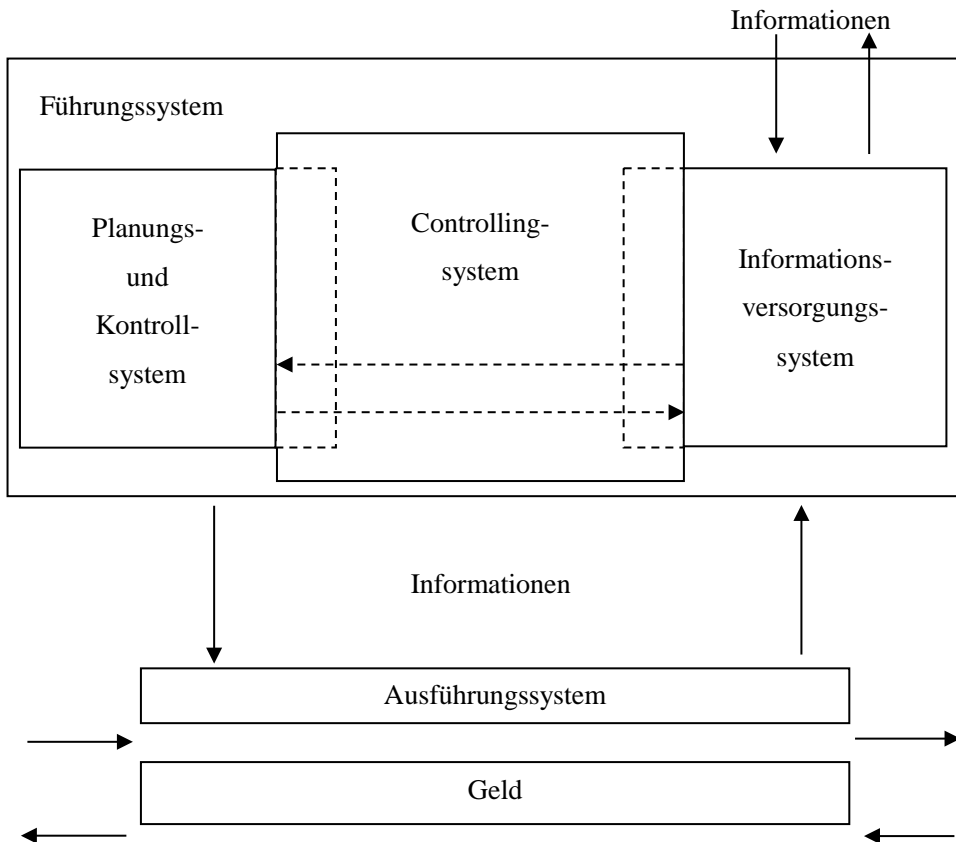 Informationen
Führungssystem
Planungs-
und
Kontroll-
system
Controlling-
system
Informations-
versorgungs-
system
Informationen
Ausführungssystem
Geld